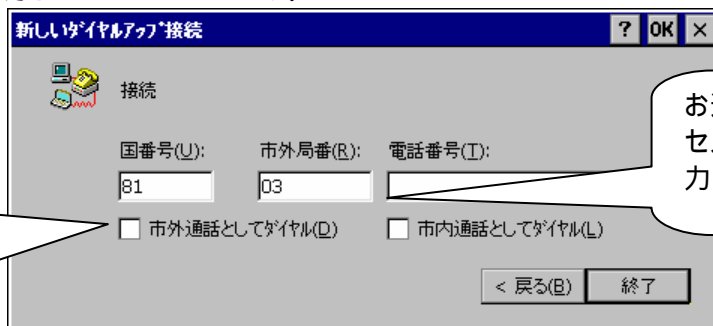 新しいﾀﾞｲﾔﾙｱｯﾌﾟ接続 ? OK ×
接続
国番号(U): 市外局番(R): 電話番号(T):
81 03
市外通話としてﾀﾞｲﾔﾙ(D) 市内通話としてﾀﾞｲﾔﾙ(L)
< 戻る(B) 終了
お
セ
力